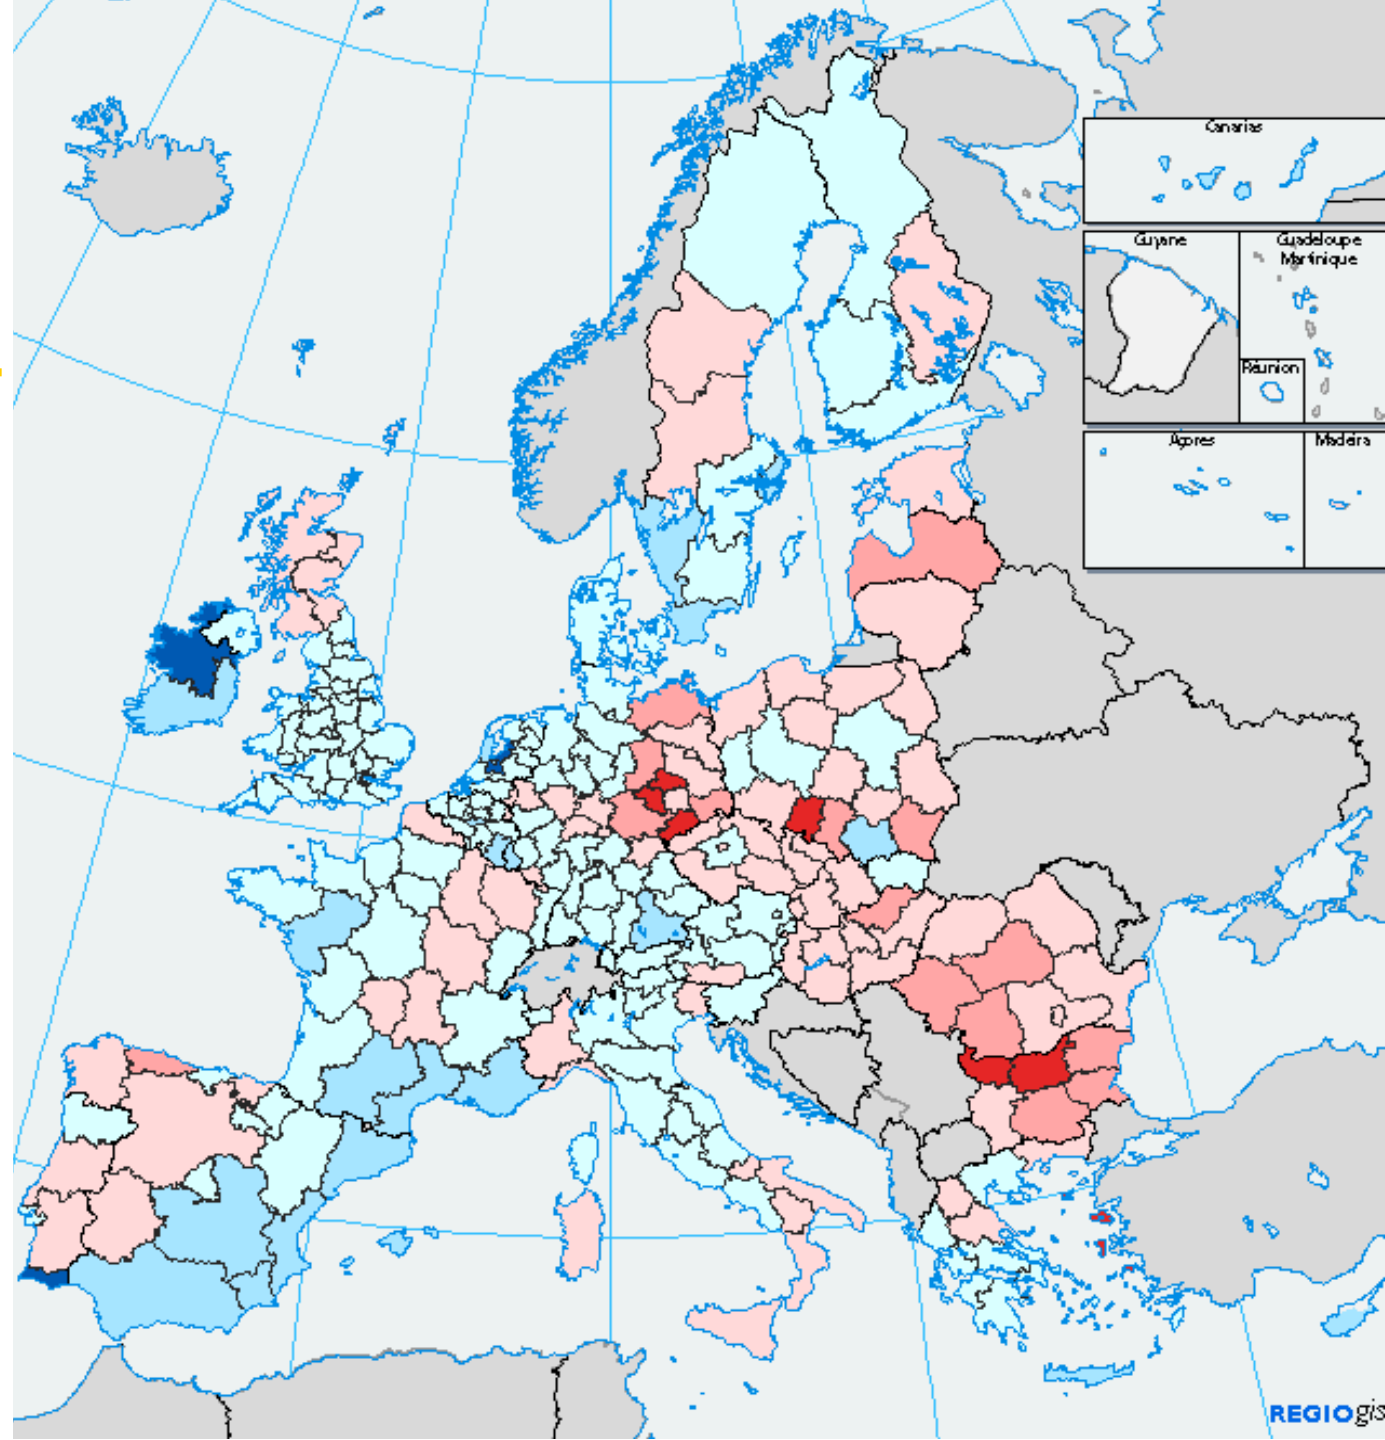 Canarias
Guyane
Guadeloupe
Martinique
Réunion
Açores
Madeira
REGIOgis